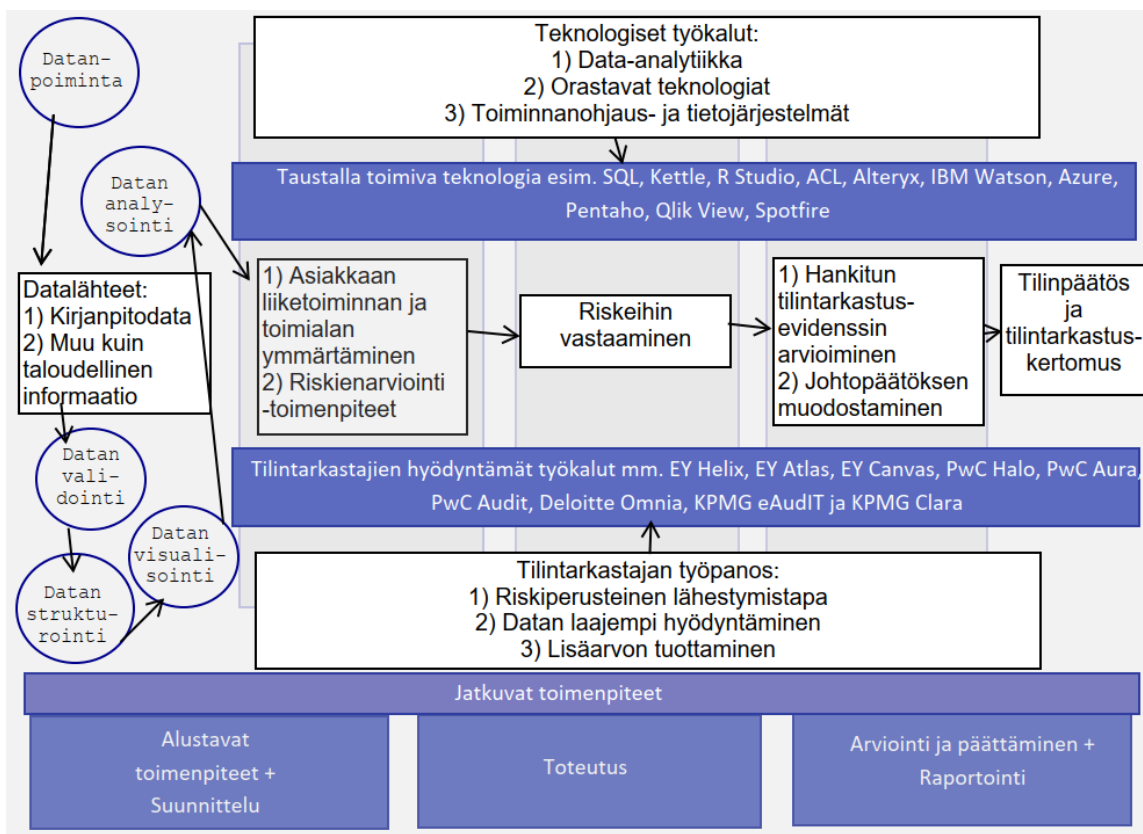 Datan-
poiminta
Teknologiset työkalut:
1) Data-analytiikka
2) Orastavat teknologiat
3) Toiminnanohjaus- ja tietojärjestelmät
Datan
analy-
sointi
Taustalla toimiva teknologia esim. SQL, Kettle, R Studio, ACL, Alteryx, IBM Watson, Azure,
Pentaho, Qlik View, Spotfire
Datalähteet:
1) Kirjanpitodata
2) Muu kuin
taloudellinen
informaatio
1) Asiakkaan
liiketoiminnan ja
toimialan
ymmärtäminen
2) Riskienarviointi
-toimenpiteet
Riskeihin
vastaaminen
1) Hankitun
tilintarkastus-
evidenssin
arvioiminen
2) Johtopäätöksen
muodostaminen
Tilinpäätös
ja
tilintarkastus-
kertomus
Datan
vali-
dointi
Tilintarkastajien hyödyntämät työkalut mm. EY Helix, EY Atlas, EY Canvas, PwC Halo, PwC Aura,
PwC Audit, Deloitte Omnia, KPMG eAudIT ja KPMG Clara
Datan
visuali-
sointi
Datan
struktu-
rointi
Tilintarkastajan työpanos:
1) Riskiperusteinen lähestymistapa
2) Datan laajempi hyödyntäminen
3) Lisäarvon tuottaminen
Jatkuvat toimenpiteet
Alustavat
toimenpiteet +
Suunnittelu
Toteutus
Arviointi ja päättäminen +
Raportointi